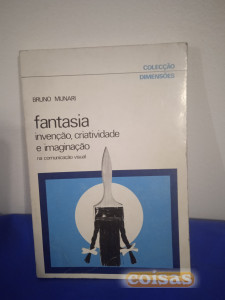 COLECÇÃO
DIMENSÕES
BRUNO MUNARI
fantasia
invenção, criatividade
e imaginação
na comunicação visual
coisas